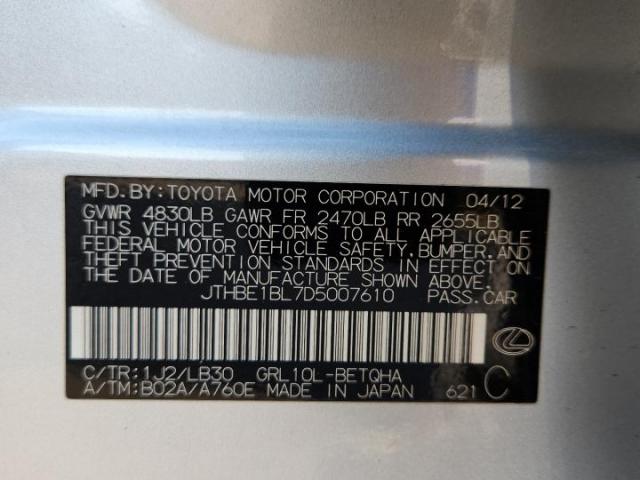 MFD. BY: TOYOTA MOTOR CORPORATION 04/12
GVWR 4830LB GAWR FR 2470LB RR 2655LB
THIS VEHICLE CONFORMS TO ALL APPLICABLE
FEDERAL MOTOR VEHICLE SAFETY, BUMPER, AND
THEFT PREVENTION STANDARDS IN EFFECT ON
THE DATE OF MANUFACTURE SHOWN ABOVE.
JTHBE1BL7D5007610 PASS.CAR
C/TR: 1J2/LB30 GRL10L-BETQHA
A/TM: B02A/A760E MADE IN JAPAN 621 C